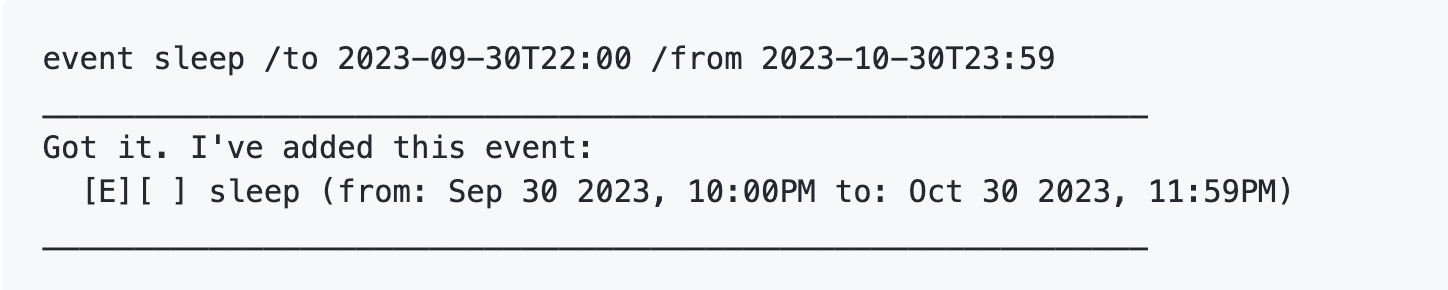 event sleep /to 2023-09-30T22:00 /from 2023-10-30T23:59
____________________________________________________________
Got it. I've added this event:
  [E][ ] sleep (from: Sep 30 2023, 10:00PM to: Oct 30 2023, 11:59PM)
____________________________________________________________